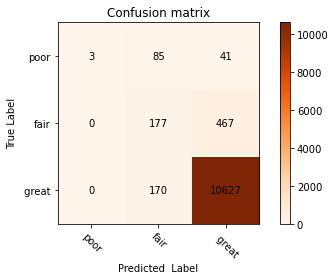 Confusion matrix
poor 3 85 41
fair 0 177 467
great 0 170 10627
poor fair great
True Label
Predicted Label
10000
8000
6000
4000
2000
0